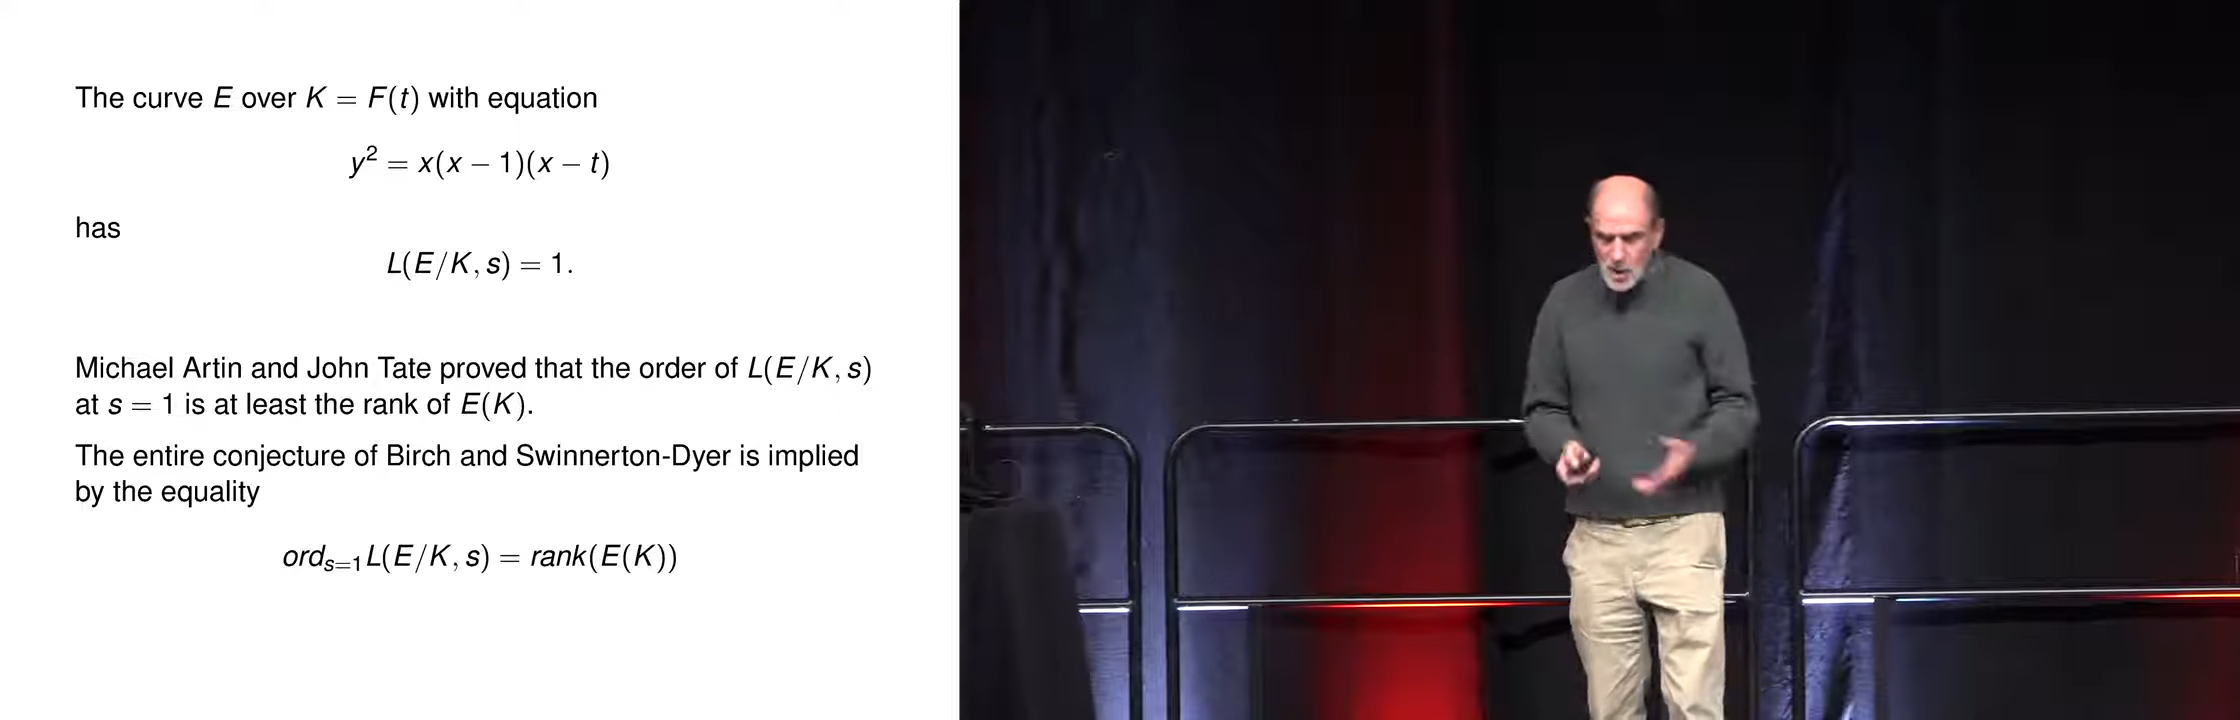 The curve E over K = F(t) with equation
y² = x(x − 1)(x − t)
has
L(E/K, s) = 1.
Michael Artin and John Tate proved that the order of L(E/K, s)
at s = 1 is at least the rank of E(K).
The entire conjecture of Birch and Swinnerton-Dyer is implied
by the equality
ord_{s=1}L(E/K, s) = rank(E(K))